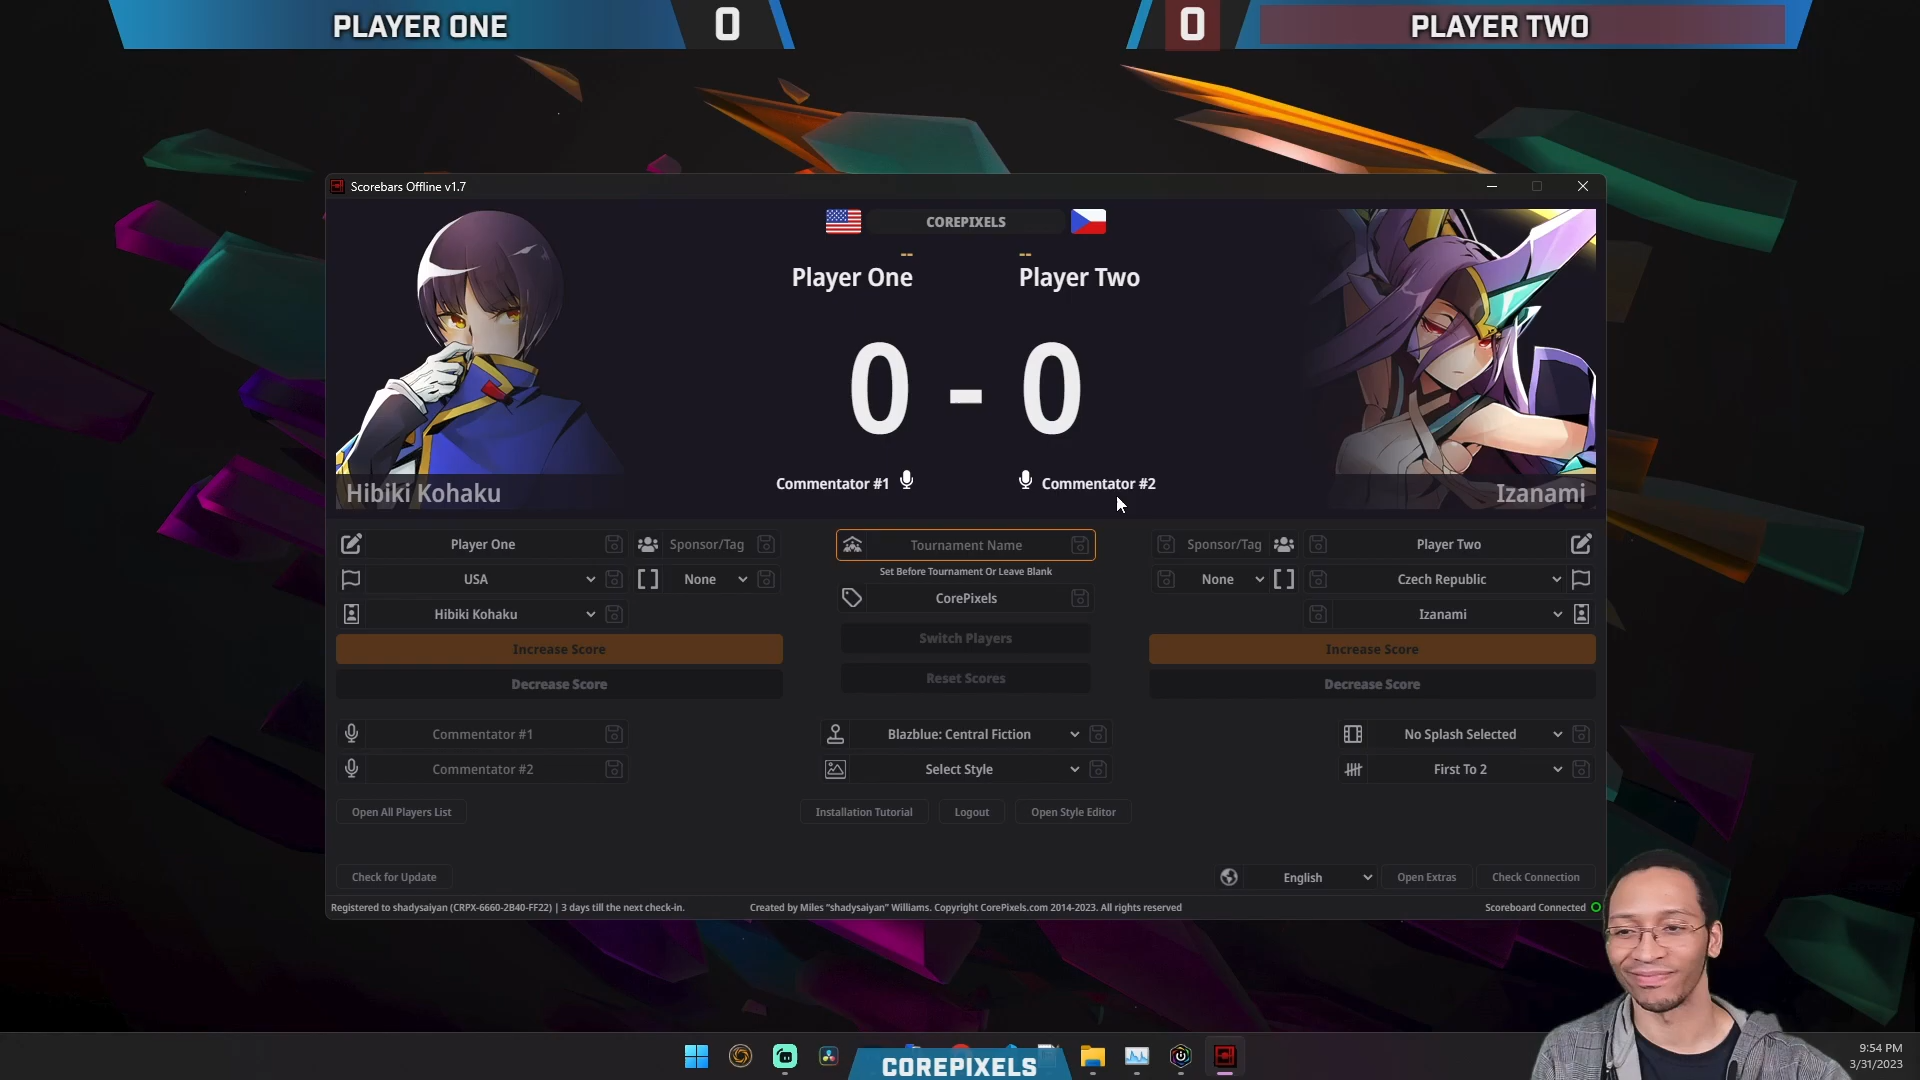 PLAYER ONE 0 0 PLAYER TWO
Scorebars Offline v1.7
COREPIXELS
-- --
Player One Player Two
0 - 0
Commentator #1 Commentator #2
Hibiki Kohaku Izanami
Player One Sponsor/Tag Tournament Name Sponsor/Tag Player Two
Set Before Tournament Or Leave Blank
USA None None Czech Republic
CorePixels
Hibiki Kohaku Izanami
Switch Players
Increase Score Increase Score
Reset Scores
Decrease Score Decrease Score
Commentator #1 Blazblue: Central Fiction No Splash Selected
Commentator #2 Select Style First To 2
Open All Players List Installation Tutorial Logout Open Style Editor
Check for Update English Open Extras Check Connection
Registered to shadysaiyan (CRPX-6660-2B40-FF22) | 3 days till the next check-in. Created by Miles "shadysaiyan" Williams. Copyright CorePixels.com 2014-2023. All rights reserved Scoreboard Connected
COREPIXELS
9:54 PM
3/31/2023